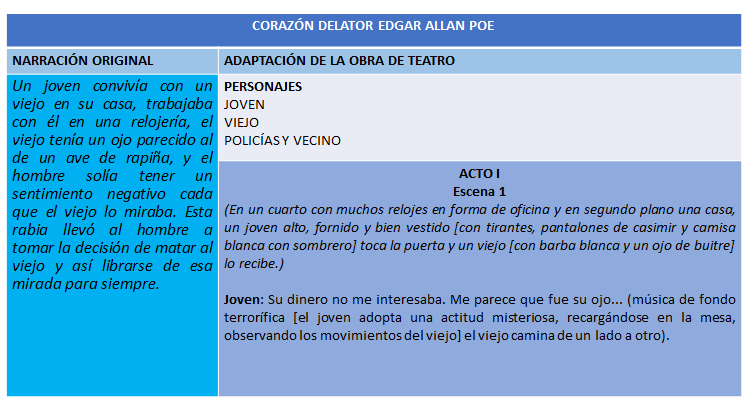 CORAZÓN DELATOR EDGAR ALLAN POE
NARRACIÓN ORIGINAL
ADAPTACIÓN DE LA OBRA DE TEATRO
Un joven convivía con un
viejo en su casa, trabajaba
con él en una relojería, el
viejo tenía un ojo parecido al
de un ave de rapiña, y el
hombre solía tener un
sentimiento negativo cada
que el viejo lo miraba. Esta
rabia llevó al hombre a
tomar la decisión de matar al
viejo y así librarse de esa
mirada para siempre.
PERSONAJES
JOVEN
VIEJO
POLICÍAS Y VECINO
ACTO I
Escena 1
(En un cuarto con muchos relojes en forma de oficina y en segundo plano una casa,
un joven alto, fornido y bien vestido [con tirantes, pantalones de casimir y camisa
blanca con sombrero] toca la puerta y un viejo [con barba blanca y un ojo de buitre]
lo recibe.)
Joven: Su dinero no me interesaba. Me parece que fue su ojo... (música de fondo
terrorífica [el joven adopta una actitud misteriosa, recargándose en la mesa,
observando los movimientos del viejo] el viejo camina de un lado a otro).